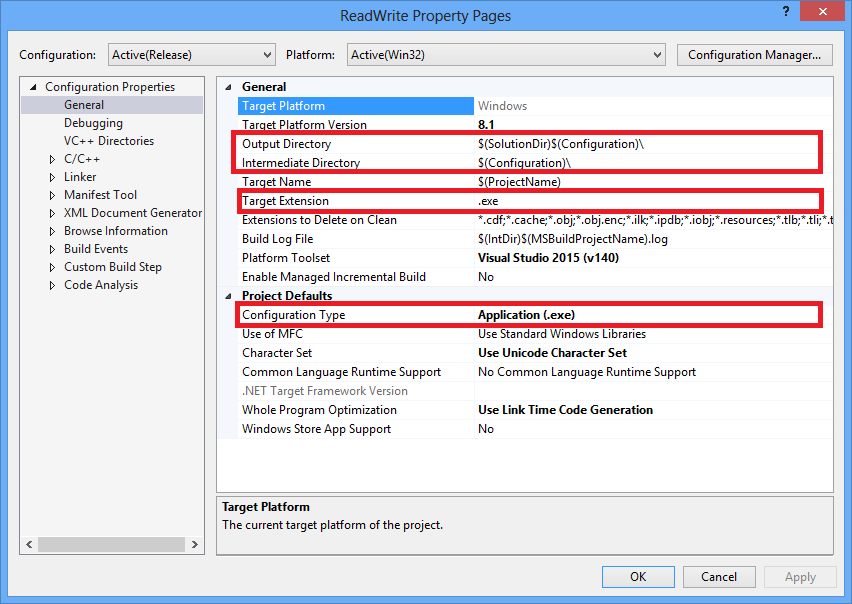 ReadWrite Property Pages
?
Configuration: Active(Release) Platform: Active(Win32) Configuration Manager...
Configuration Properties
General
Debugging
VC++ Directories
C/C++
Linker
Manifest Tool
XML Document Generator
Browse Information
Build Events
Custom Build Step
Code Analysis
General
Target Platform Windows
Target Platform Version 8.1
Output Directory $(SolutionDir)$(Configuration)\
Intermediate Directory $(Configuration)\
Target Name $(ProjectName)
Target Extension .exe
Extensions to Delete on Clean *.cdf;*.cache;*.obj;*.obj.enc;*.ilk;*.ipdb;*.iobj;*.resources;*.tlb;*.tli;*.t
Build Log File $(IntDir)$(MSBuildProjectName).log
Platform Toolset Visual Studio 2015 (v140)
Enable Managed Incremental Build No
Project Defaults
Configuration Type Application (.exe)
Use of MFC Use Standard Windows Libraries
Character Set Use Unicode Character Set
Common Language Runtime Support No Common Language Runtime Support
.NET Target Framework Version
Whole Program Optimization Use Link Time Code Generation
Windows Store App Support No
Target Platform
The current target platform of the project.
OK Cancel Apply